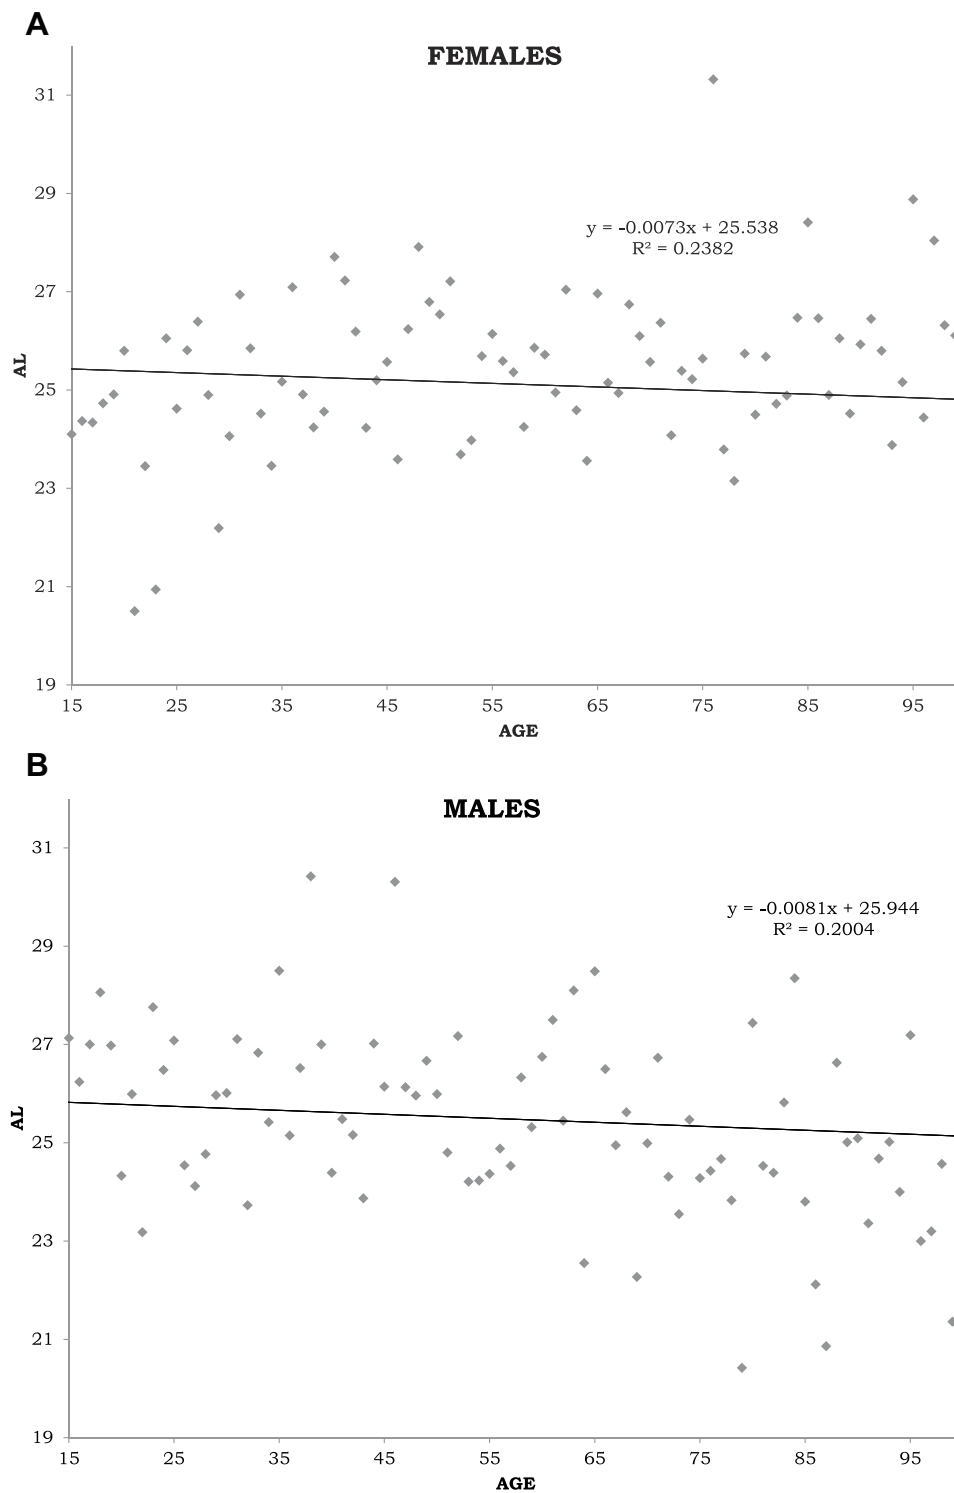 A
FEMALES
31
29
y = -0.0073x + 25.538
R² = 0.2382
27
AL
25
23
21
19
15 25 35 45 55 65 75 85 95
AGE
B
MALES
31
y = -0.0081x + 25.944
R² = 0.2004
29
27
AL
25
23
21
19
15 25 35 45 55 65 75 85 95
AGE